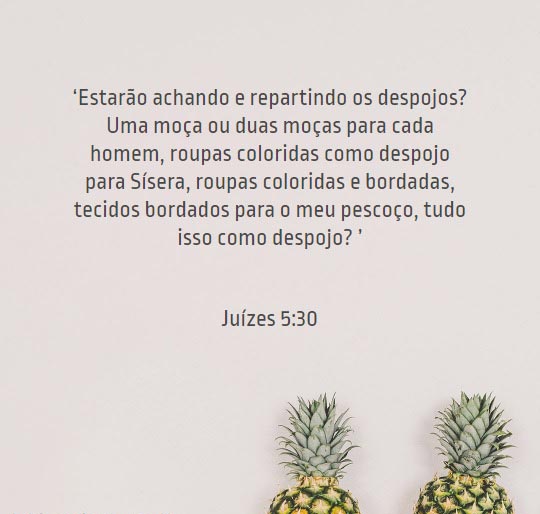 ‘Estarão achando e repartindo os despojos?
Uma moça ou duas moças para cada
homem, roupas coloridas como despojo
para Sísera, roupas coloridas e bordadas,
tecidos bordados para o meu pescoço, tudo
isso como despojo? ’
Juízes 5:30